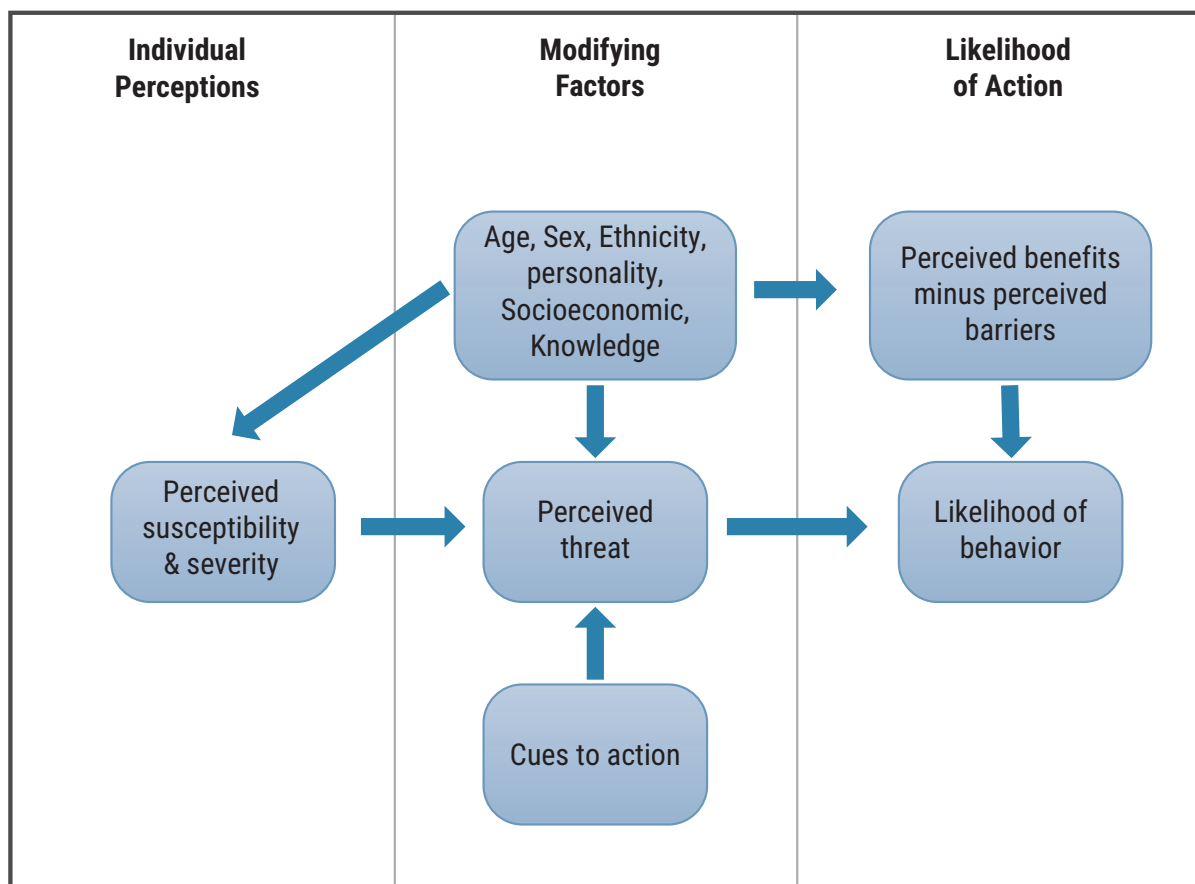 Individual
Perceptions
Modifying
Factors
Likelihood
of Action
Age, Sex, Ethnicity,
personality,
Socioeconomic,
Knowledge
Perceived benefits
minus perceived
barriers
Perceived
susceptibility
& severity
Perceived
threat
Likelihood of
behavior
Cues to action